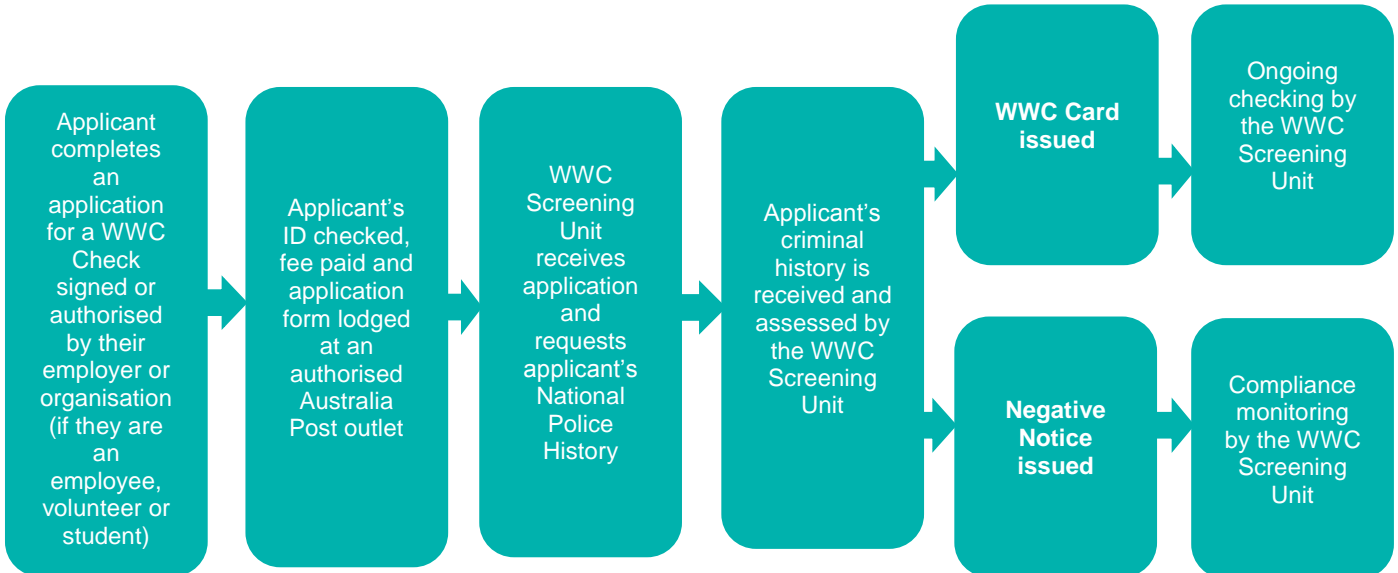 Applicant
completes
an
application
for a WWC
Check
signed or
authorised
by their
employer or
organisation
(if they are
an
employee,
volunteer or
student)
Applicant’s
ID checked,
fee paid and
application
form lodged
at an
authorised
Australia
Post outlet
WWC
Screening
Unit
receives
application
and
requests
applicant’s
National
Police
History
Applicant’s
criminal
history is
received and
assessed by
the WWC
Screening
Unit
WWC Card
issued
Ongoing
checking by
the WWC
Screening
Unit
Negative
Notice
issued
Compliance
monitoring
by the WWC
Screening
Unit